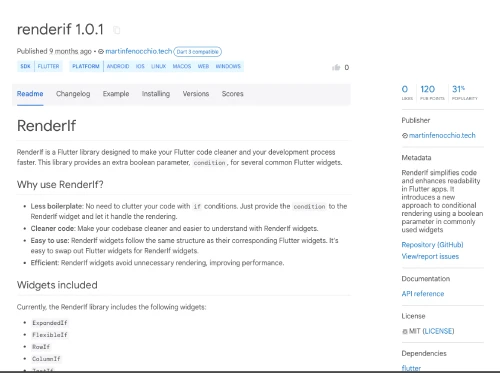 renderif 1.0.1
Published 9 months ago • martinfenocchio.tech Dart 3 compatible
SDK FLUTTER PLATFORM ANDROID IOS LINUX MACOS WEB WINDOWS
0
Readme Changelog Example Installing Versions Scores
RenderIf
RenderIf is a Flutter library designed to make your Flutter code cleaner and your development process
faster. This library provides an extra boolean parameter, condition, for several common Flutter widgets.
Why use RenderIf?
• Less boilerplate: No need to clutter your code with if conditions. Just provide the condition to the
RenderIf widget and let it handle the rendering.
• Cleaner code: Make your codebase cleaner and easier to understand with RenderIf widgets.
• Easy to use: RenderIf widgets follow the same structure as their corresponding Flutter widgets. It's
easy to swap out Flutter widgets for RenderIf widgets.
• Efficient: RenderIf widgets avoid unnecessary rendering, improving performance.
Widgets included
Currently, the RenderIf library includes the following widgets:
• ExpandedIf
• FlexibleIf
• RowIf
• ColumnIf
• TextIf
0 120 31%
LIKES PUB POINTS POPULARITY
Publisher
martinfenocchio.tech
Metadata
RenderIf simplifies code
and enhances readability
in Flutter apps. It
introduces a new
approach to conditional
rendering using a boolean
parameter in commonly
used widgets
Repository (GitHub)
View/report issues
Documentation
API reference
License
MIT (LICENSE)
Dependencies
flutter